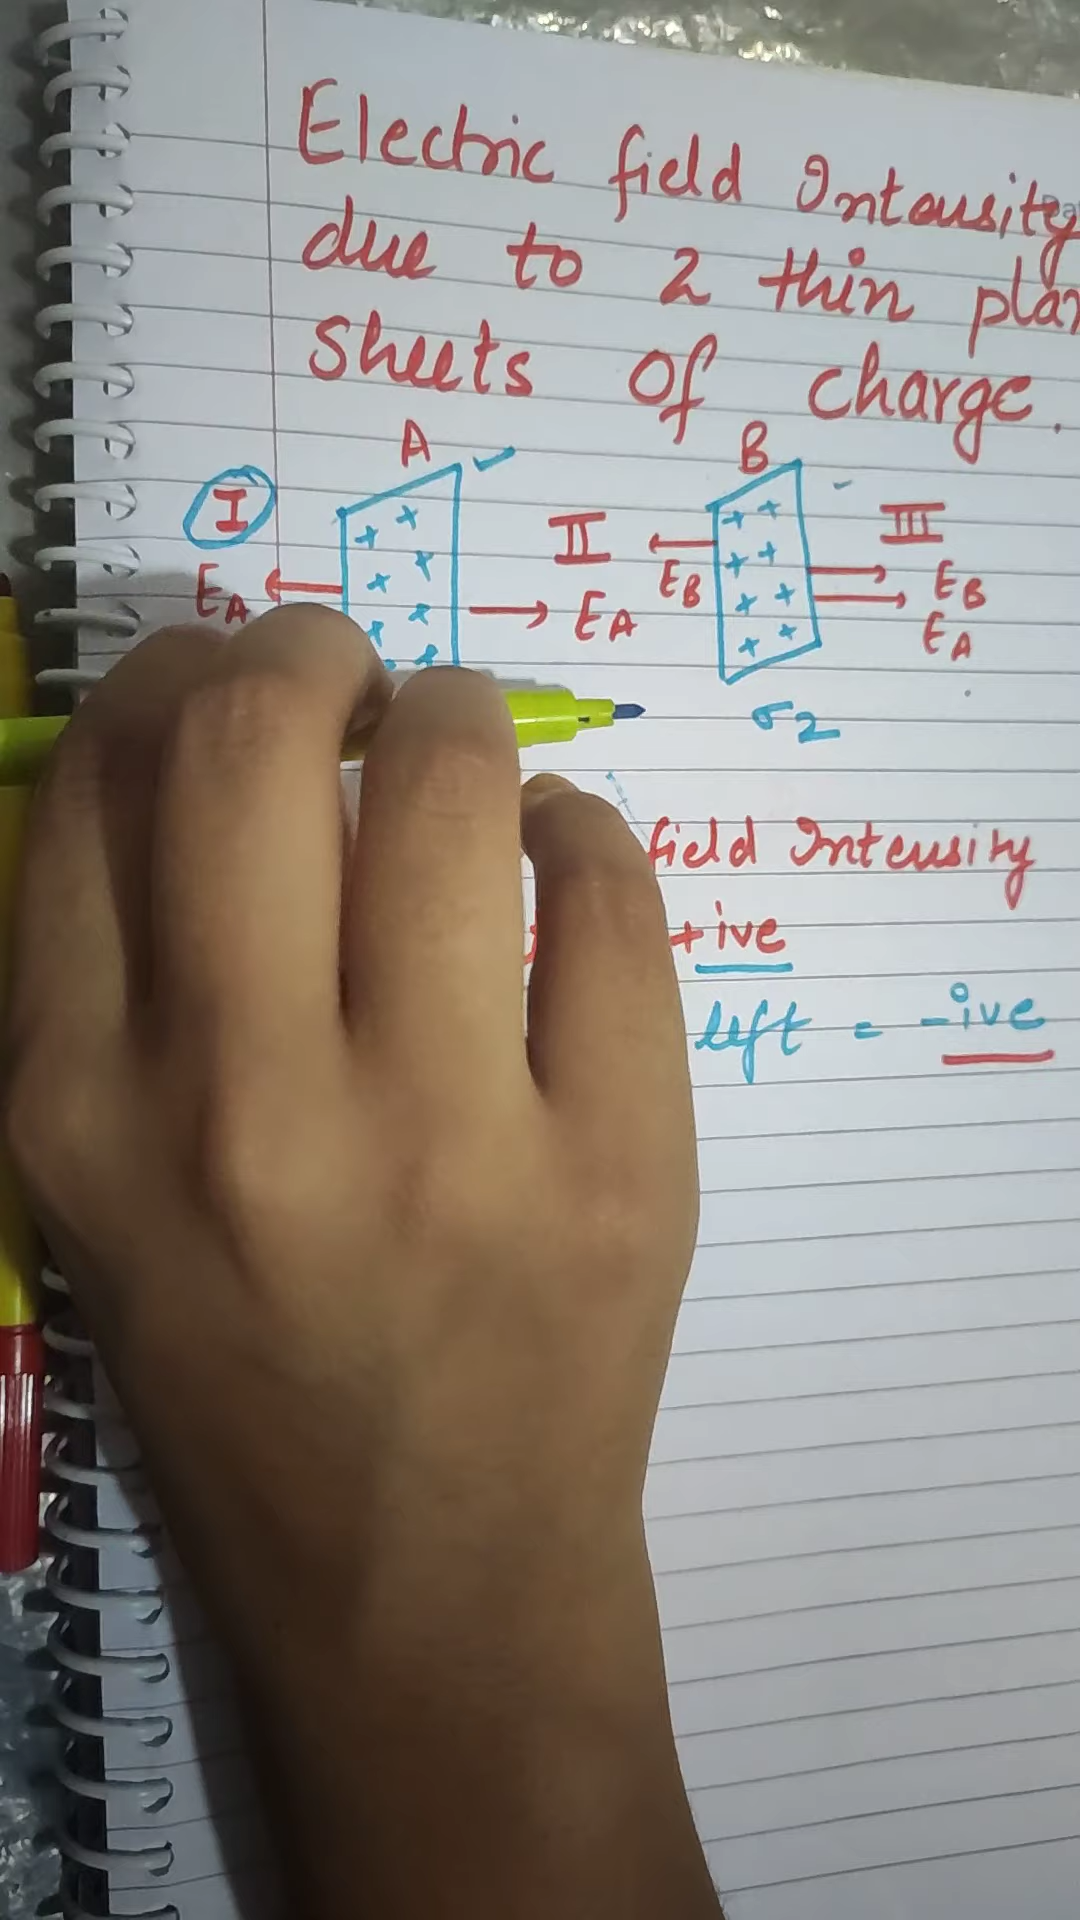 Electric field Intensity
due to 2 thin
sheets of charge.
A B
I II III
EA EB EB
EA EA
σ2
field Intensity
+ive
left = -ive